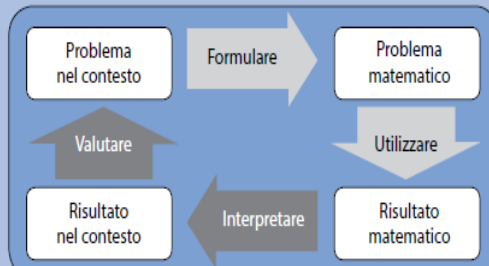 Problema
nel contesto
Formulare
Problema
matematico
Valutare
Utilizzare
Risultato
nel contesto
Interpretare
Risultato
matematico